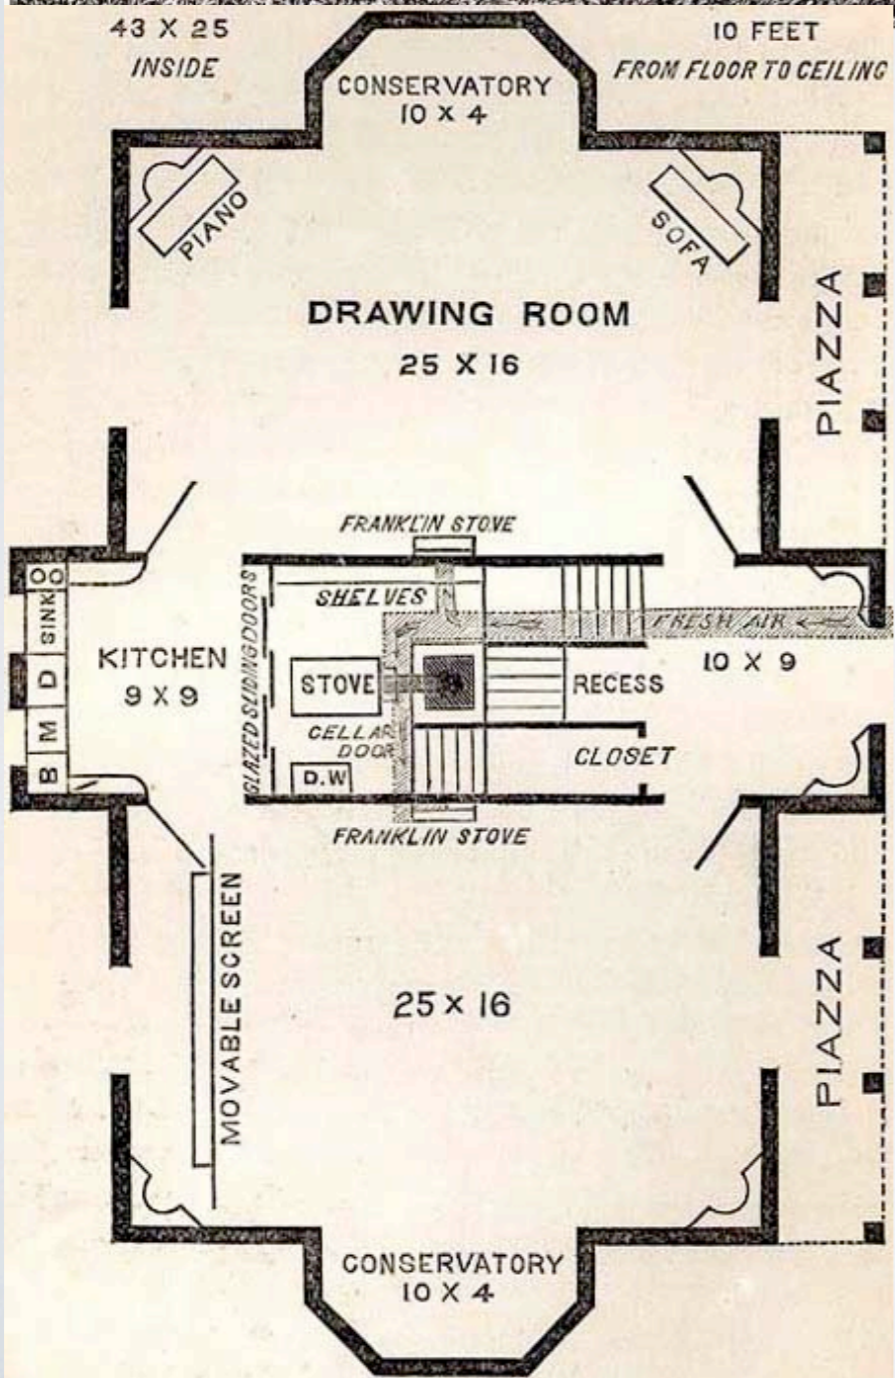 43 X 25
INSIDE
10 FEET
FROM FLOOR TO CEILING
CONSERVATORY
10 X 4
PIANO
SOFA
DRAWING ROOM
25 X 16
PIAZZA
FRANKLIN STOVE
SHELVES
FRESH AIR
10 X 9
SINK
D
M
B
KITCHEN
9 X 9
GLAZED SLIDING DOORS
STOVE
RECESS
CELLAR
DOOR
CLOSET
D.W
FRANKLIN STOVE
MOVABLE SCREEN
25 X 16
PIAZZA
CONSERVATORY
10 X 4